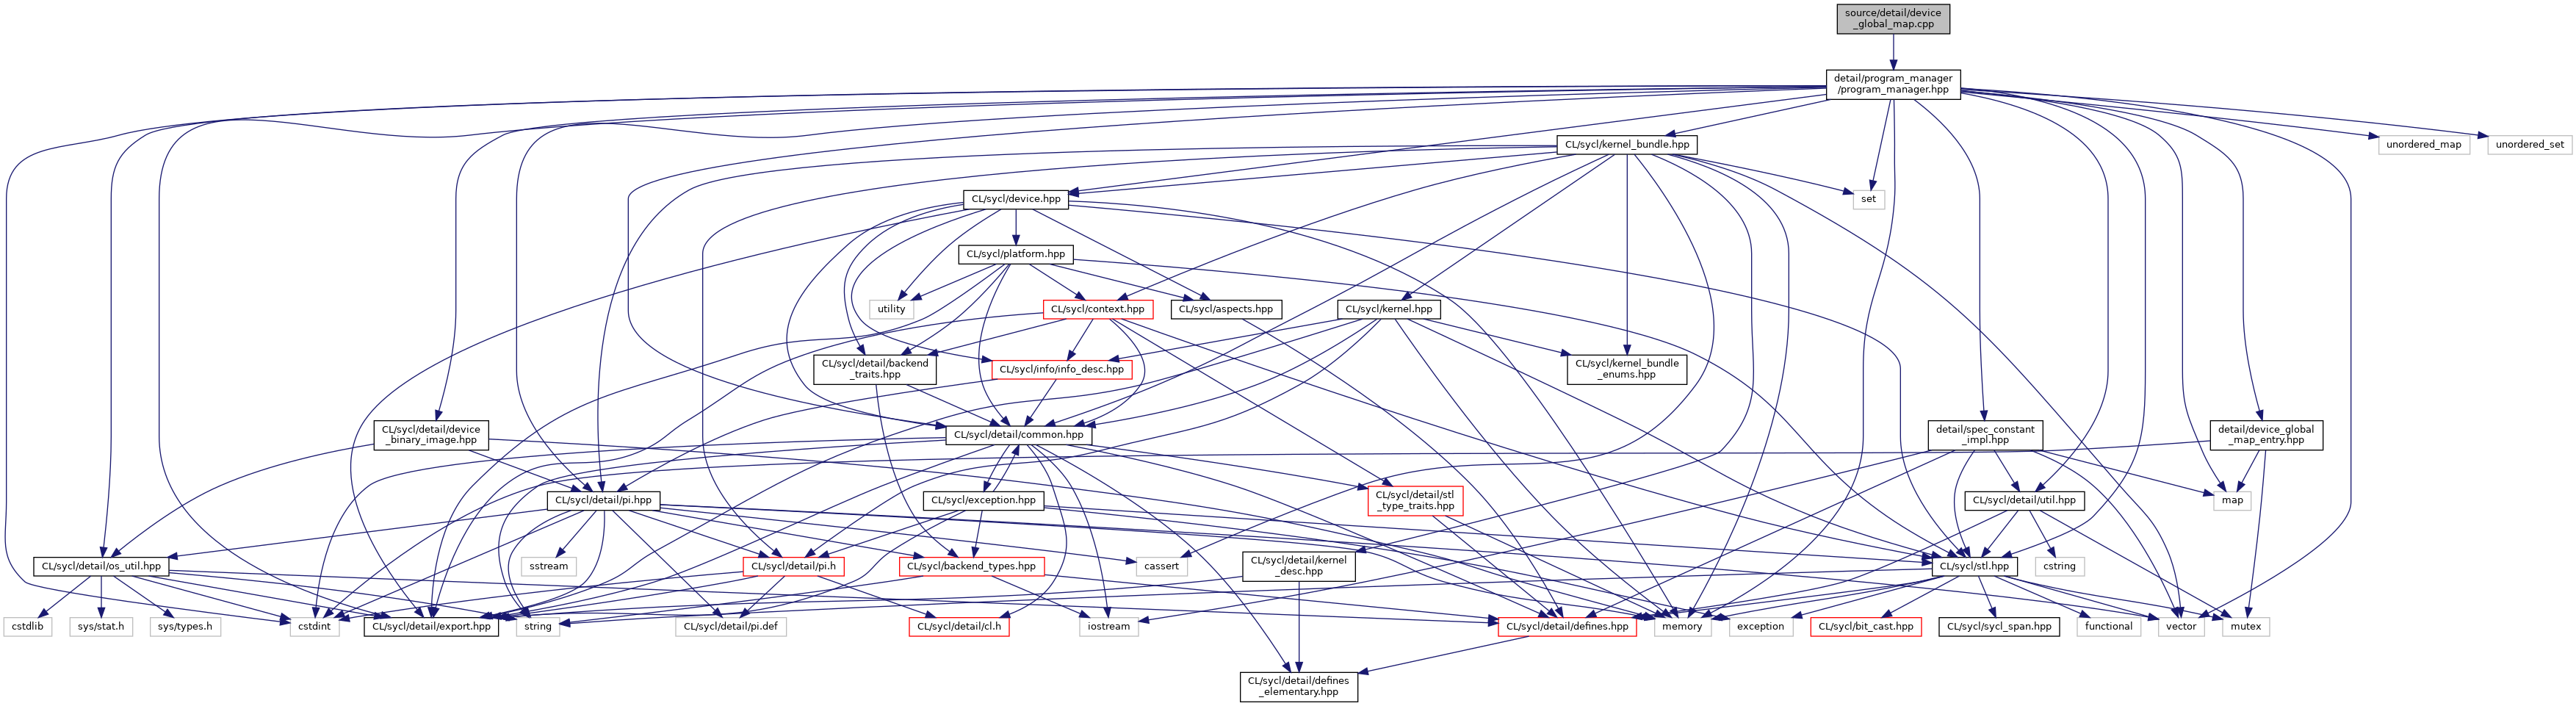 source/detail/device
_global_map.cpp
detail/program_manager
/program_manager.hpp
CL/sycl/kernel_bundle.hpp
unordered_map
unordered_set
CL/sycl/device.hpp
set
CL/sycl/platform.hpp
utility
CL/sycl/context.hpp
CL/sycl/aspects.hpp
CL/sycl/kernel.hpp
CL/sycl/detail/backend
_traits.hpp
CL/sycl/info/info_desc.hpp
CL/sycl/kernel_bundle
_enums.hpp
CL/sycl/detail/device
_binary_image.hpp
CL/sycl/detail/common.hpp
detail/spec_constant
_impl.hpp
detail/device_global
_map_entry.hpp
CL/sycl/detail/pi.hpp
CL/sycl/exception.hpp
CL/sycl/detail/stl
_type_traits.hpp
CL/sycl/detail/util.hpp
map
CL/sycl/detail/os_util.hpp
sstream
CL/sycl/detail/pi.h
CL/sycl/backend_types.hpp
cassert
CL/sycl/detail/kernel
_desc.hpp
CL/sycl/stl.hpp
cstring
cstdlib
sys/stat.h
sys/types.h
cstdint
CL/sycl/detail/export.hpp
string
CL/sycl/detail/pi.def
CL/sycl/detail/cl.h
iostream
CL/sycl/detail/defines.hpp
memory
exception
CL/sycl/bit_cast.hpp
CL/sycl/sycl_span.hpp
functional
vector
mutex
CL/sycl/detail/defines
_elementary.hpp